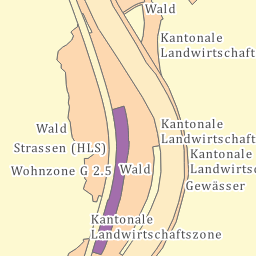 Wald
Kantonale
Landwirtschaft
Wald
Strassen (HLS)
Wohnzone G 2.5
Wald
Kantonale
Landwirtschaft
Kantonale
Landwirtsc
Gewässer
Kantonale
Landwirtschaftszone